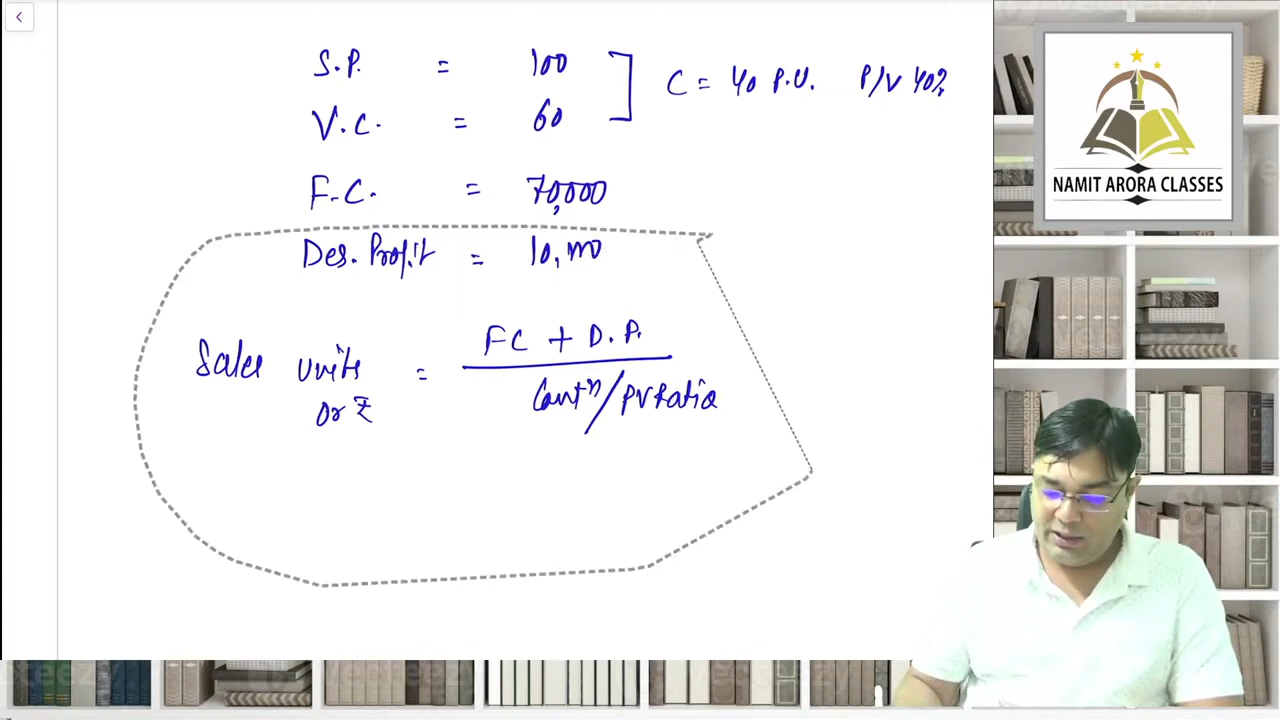 S.P. = 100
V.C. = 60
C = 40 P.U. P/V 40%
F.C. = 70,000
Des. Profit = 10,000
Sales units = FC + D.P.
or ₹ Contⁿ/PV Ratio
NAMIT ARORA CLASSES